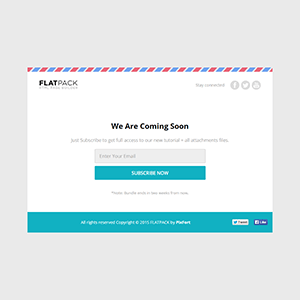 FLATPACK
Stay connected:
We Are Coming Soon
Just Subscribe to get full access to our new tutorial + all attachments files.
Enter Your Email
SUBSCRIBE NOW
*Note: Bundle ends in two weeks from now.
All rights reserved Copyright © 2015 FLATPACK by
Tweet
Like